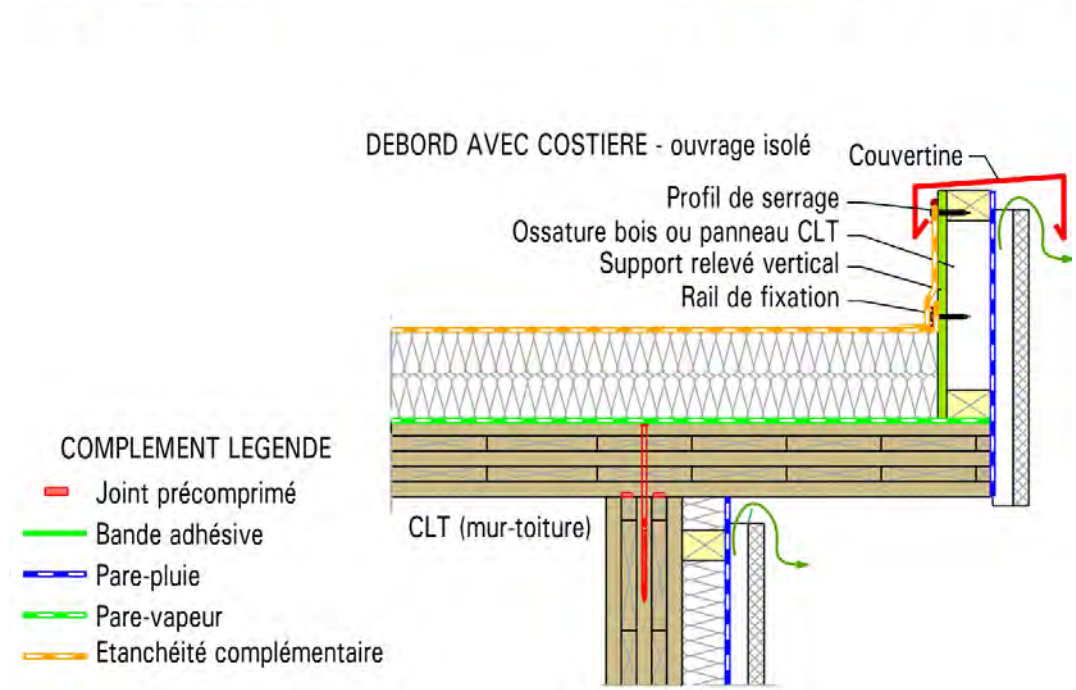 DEBORD AVEC COSTIERE - ouvrage isolé
Couvertine
Profil de serrage
Ossature bois ou panneau CLT
Support relevé vertical
Rail de fixation
COMPLEMENT LEGENDE
Joint précomprimé
Bande adhésive
Pare-pluie
Pare-vapeur
Etanchéité complémentaire
CLT (mur-toiture)